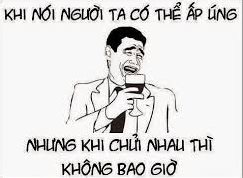 KHI NÓI NGƯỜI TA CÓ THỂ ẤP ÚNG
NHƯNG KHI CHỬI NHAU THÌ
KHÔNG BAO GIỜ